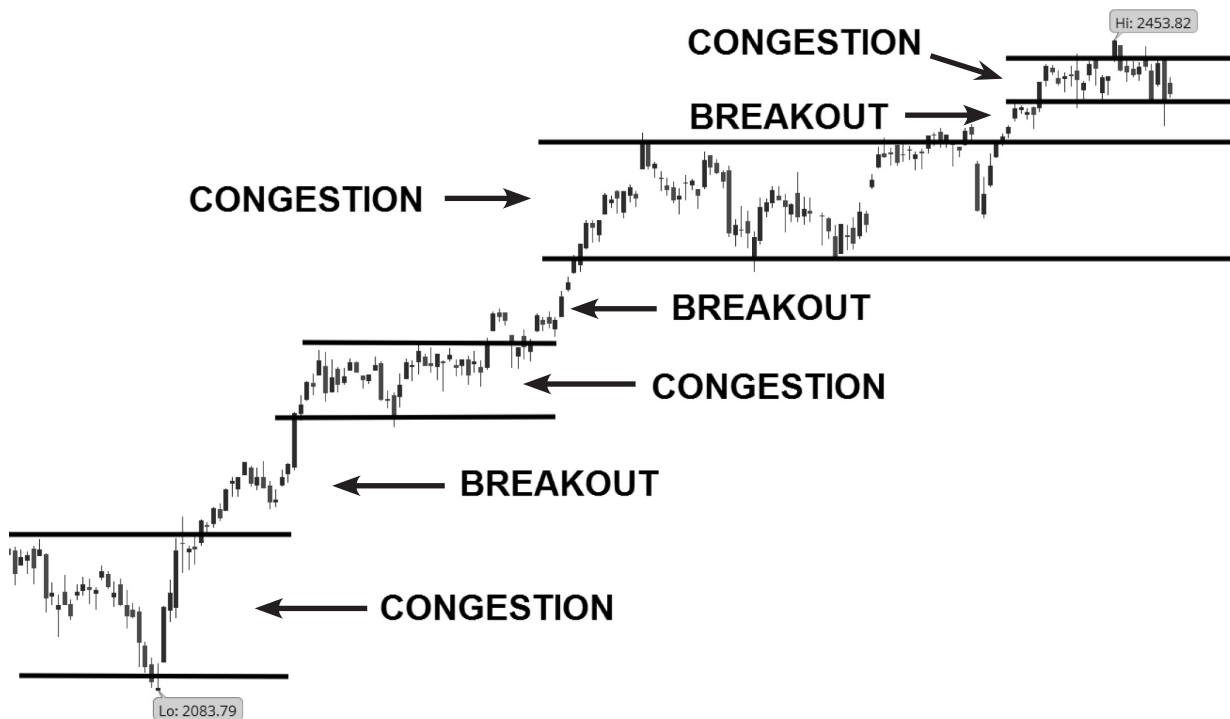 Hi: 2453.82
CONGESTION
BREAKOUT
CONGESTION
BREAKOUT
CONGESTION
BREAKOUT
CONGESTION
Lo: 2083.79